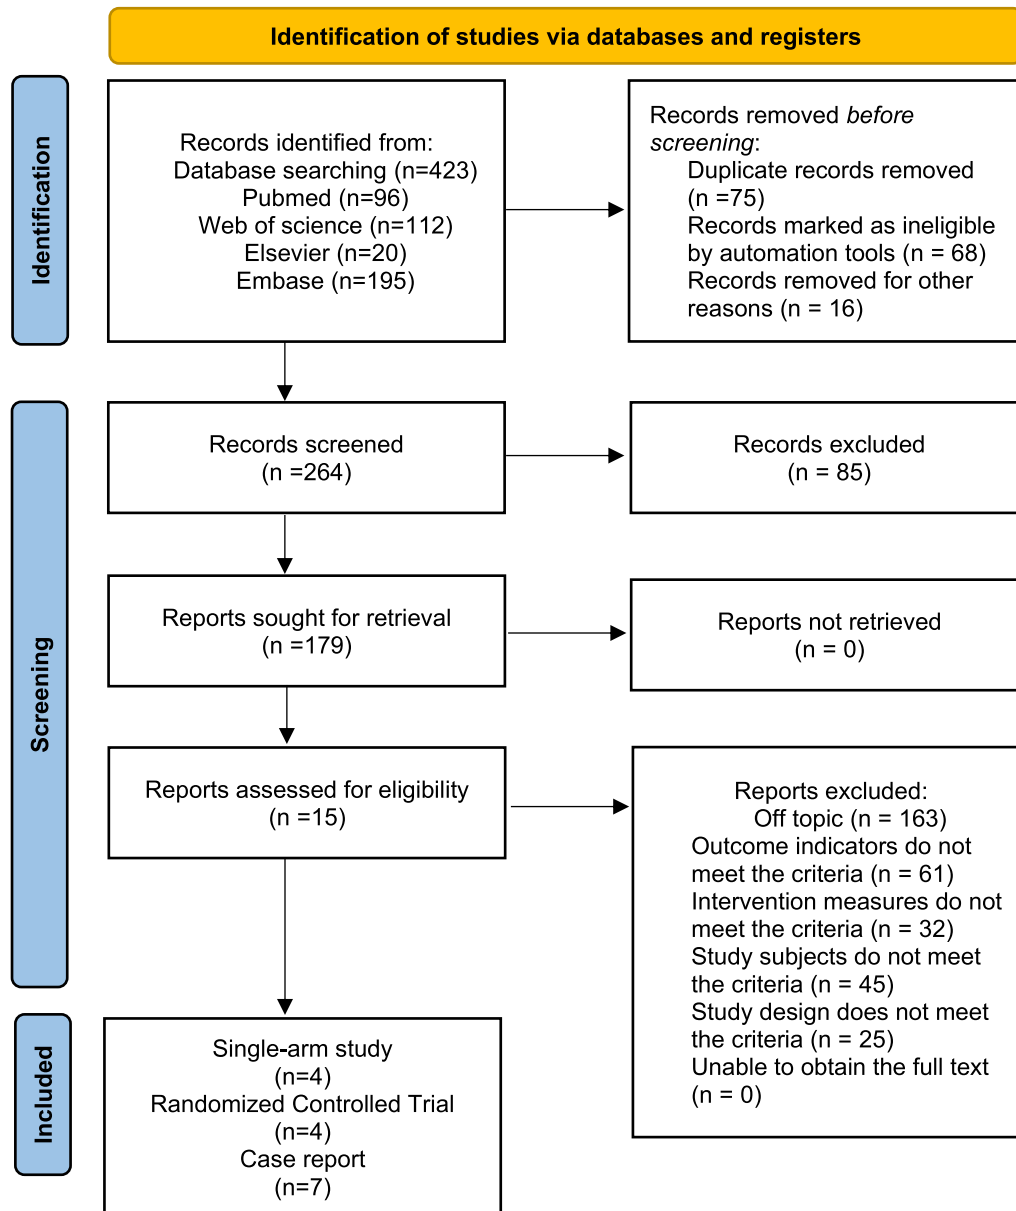 Identification of studies via databases and registers
Identification
Records identified from:
Database searching (n=423)
Pubmed (n=96)
Web of science (n=112)
Elsevier (n=20)
Embase (n=195)
Records removed before
screening:
Duplicate records removed
(n =75)
Records marked as ineligible
by automation tools (n = 68)
Records removed for other
reasons (n = 16)
Screening
Records screened
(n =264)
Records excluded
(n = 85)
Reports sought for retrieval
(n =179)
Reports not retrieved
(n = 0)
Reports assessed for eligibility
(n =15)
Reports excluded:
Off topic (n = 163)
Outcome indicators do not
meet the criteria (n = 61)
Intervention measures do not
meet the criteria (n = 32)
Study subjects do not meet
the criteria (n = 45)
Study design does not meet
the criteria (n = 25)
Unable to obtain the full text
(n = 0)
Included
Single-arm study
(n=4)
Randomized Controlled Trial
(n=4)
Case report
(n=7)